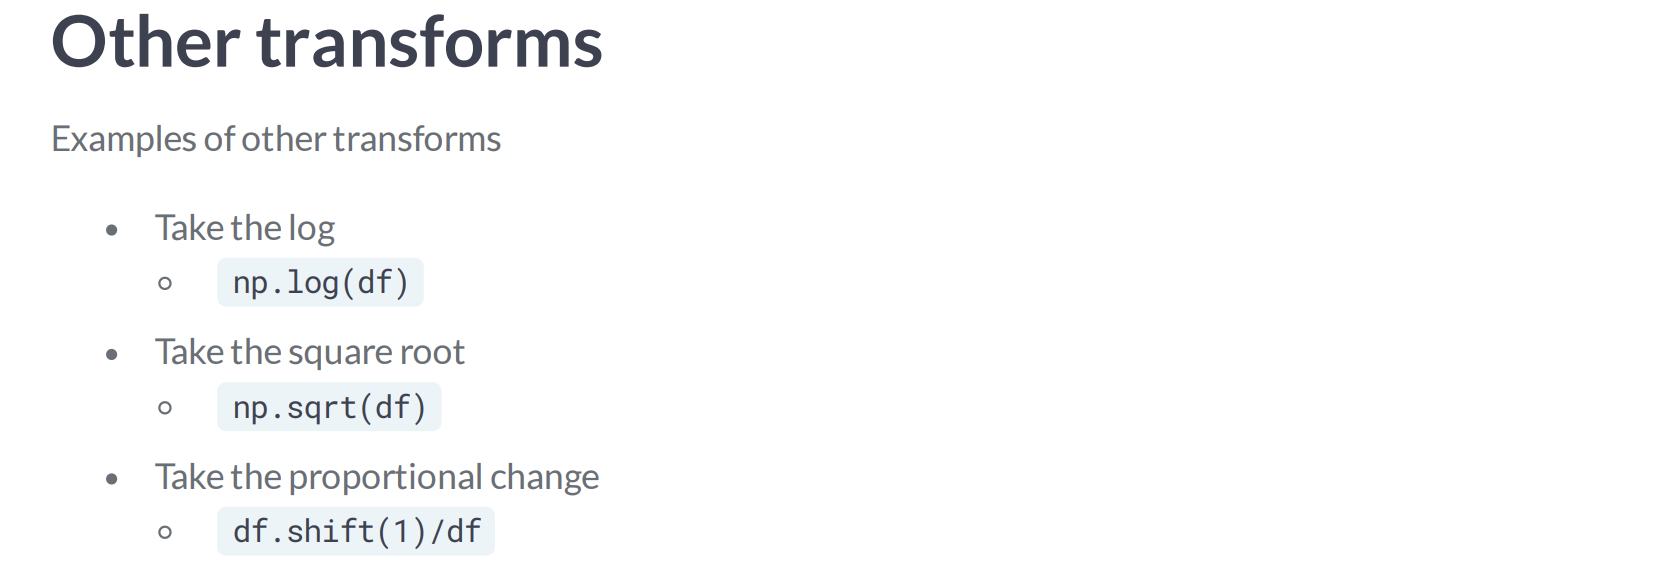 Other transforms
Examples of other transforms
Take the log
np.log(df)
Take the square root
np.sqrt(df)
Take the proportional change
df.shift(1)/df